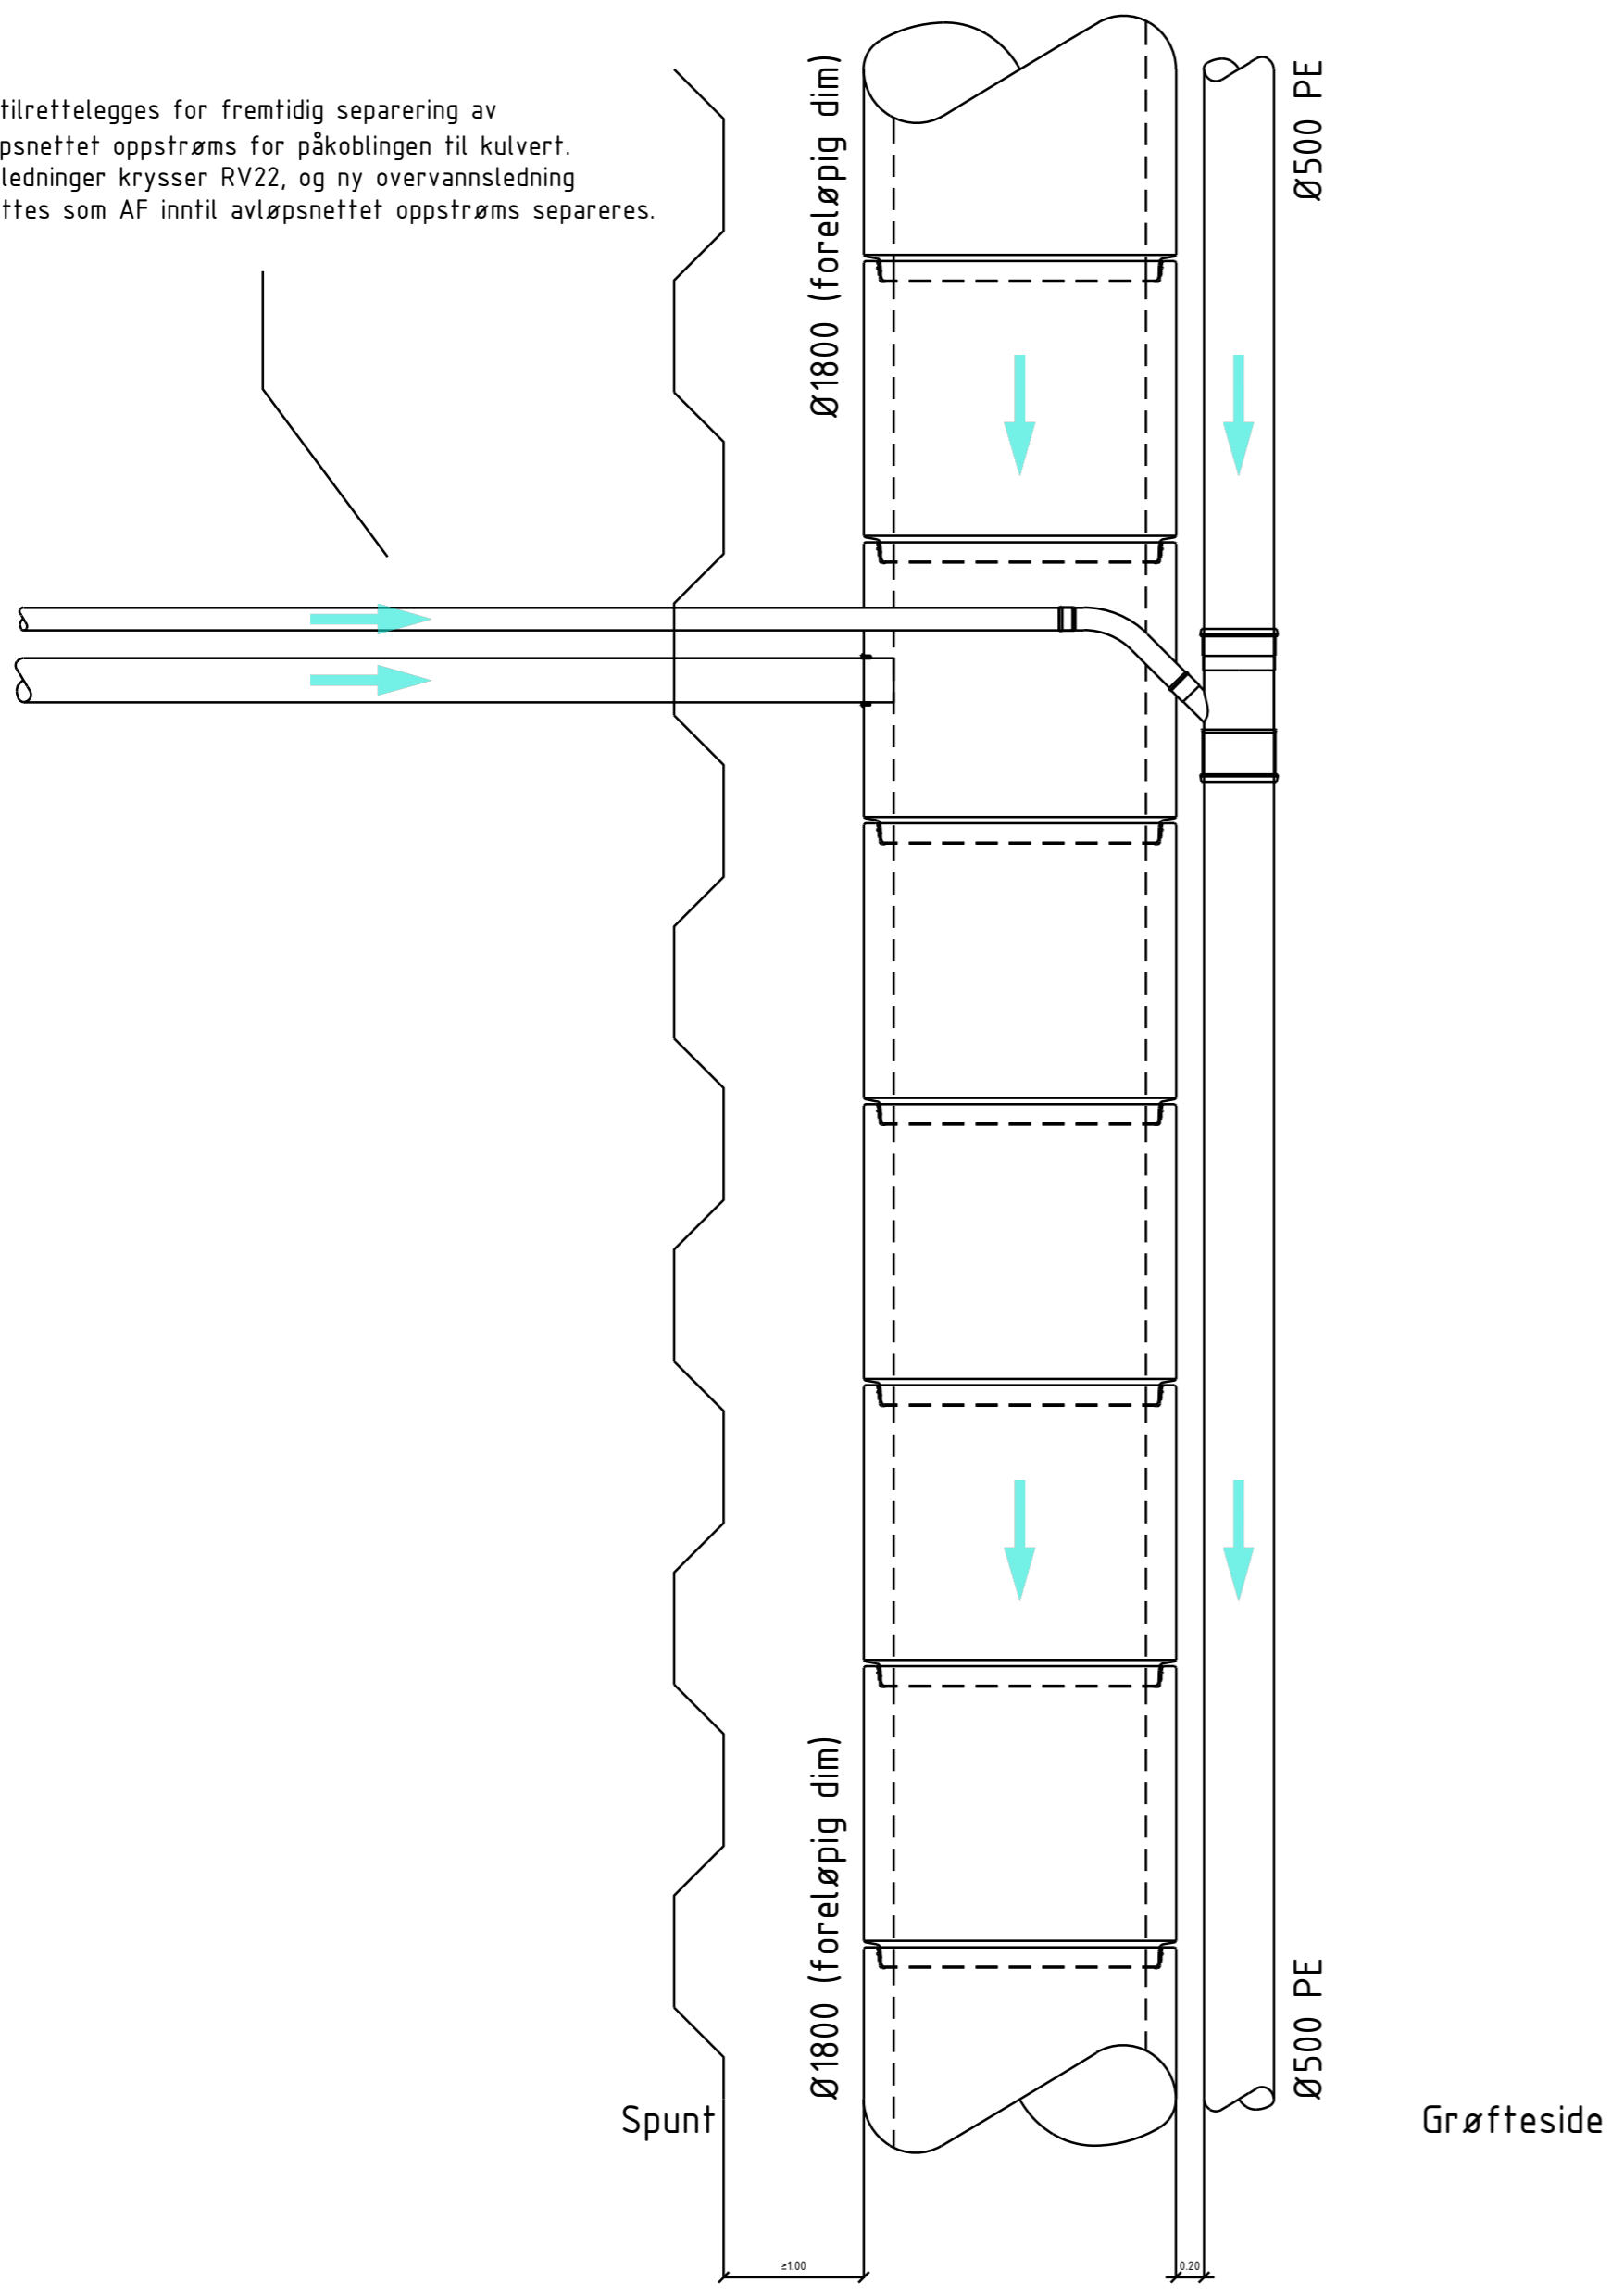 tilrettelegges for fremtidig separering av
psnettet oppstrøms for påkoblingen til kulvert.
ledninger krysser RV22, og ny overvannsledning
ttes som AF inntil avløpsnettet oppstrøms separeres.
Ø1800 (foreløpig dim)
Ø500 PE
Ø1800 (foreløpig dim)
Ø500 PE
Spunt
Grøfteside
≥1.00
0.20